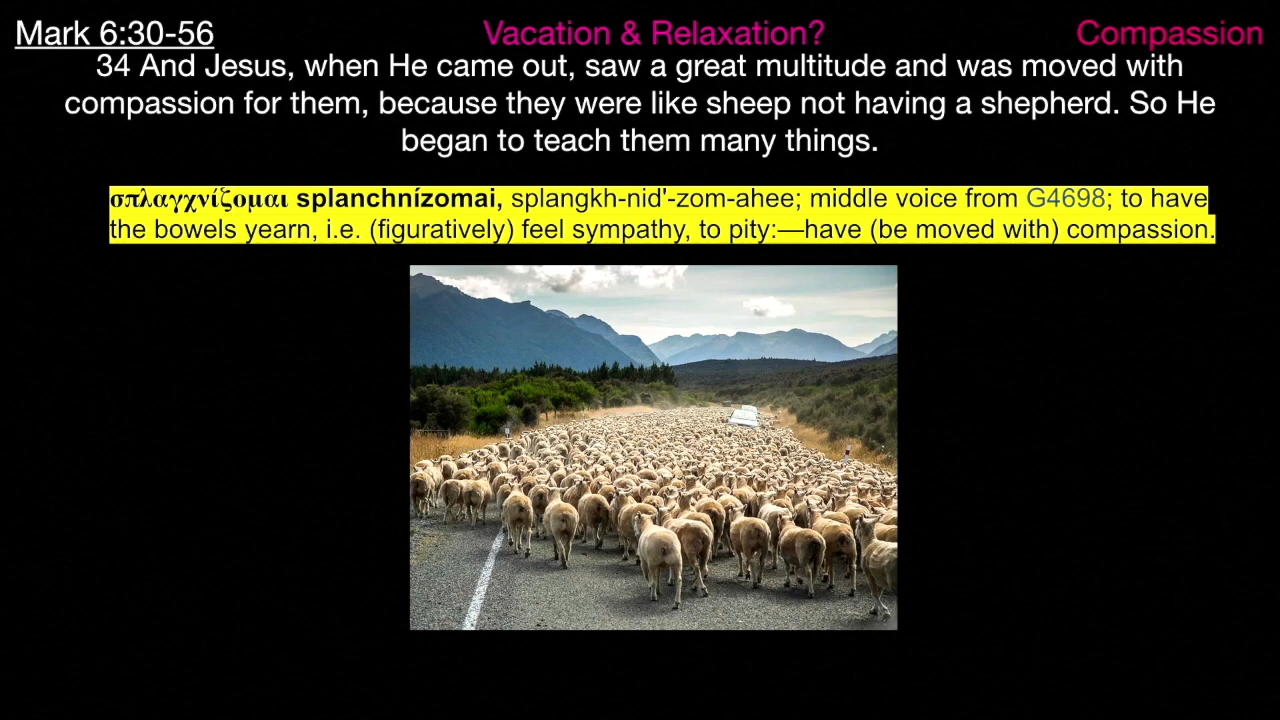 Mark 6:30-56 Vacation & Relaxation? Compassion
34 And Jesus, when He came out, saw a great multitude and was moved with
compassion for them, because they were like sheep not having a shepherd. So He
began to teach them many things.
σπλαγχνίζομαι splanchnízomai, splangkh-nid'-zom-ahee; middle voice from G4698; to have
the bowels yearn, i.e. (figuratively) feel sympathy, to pity:—have (be moved with) compassion.